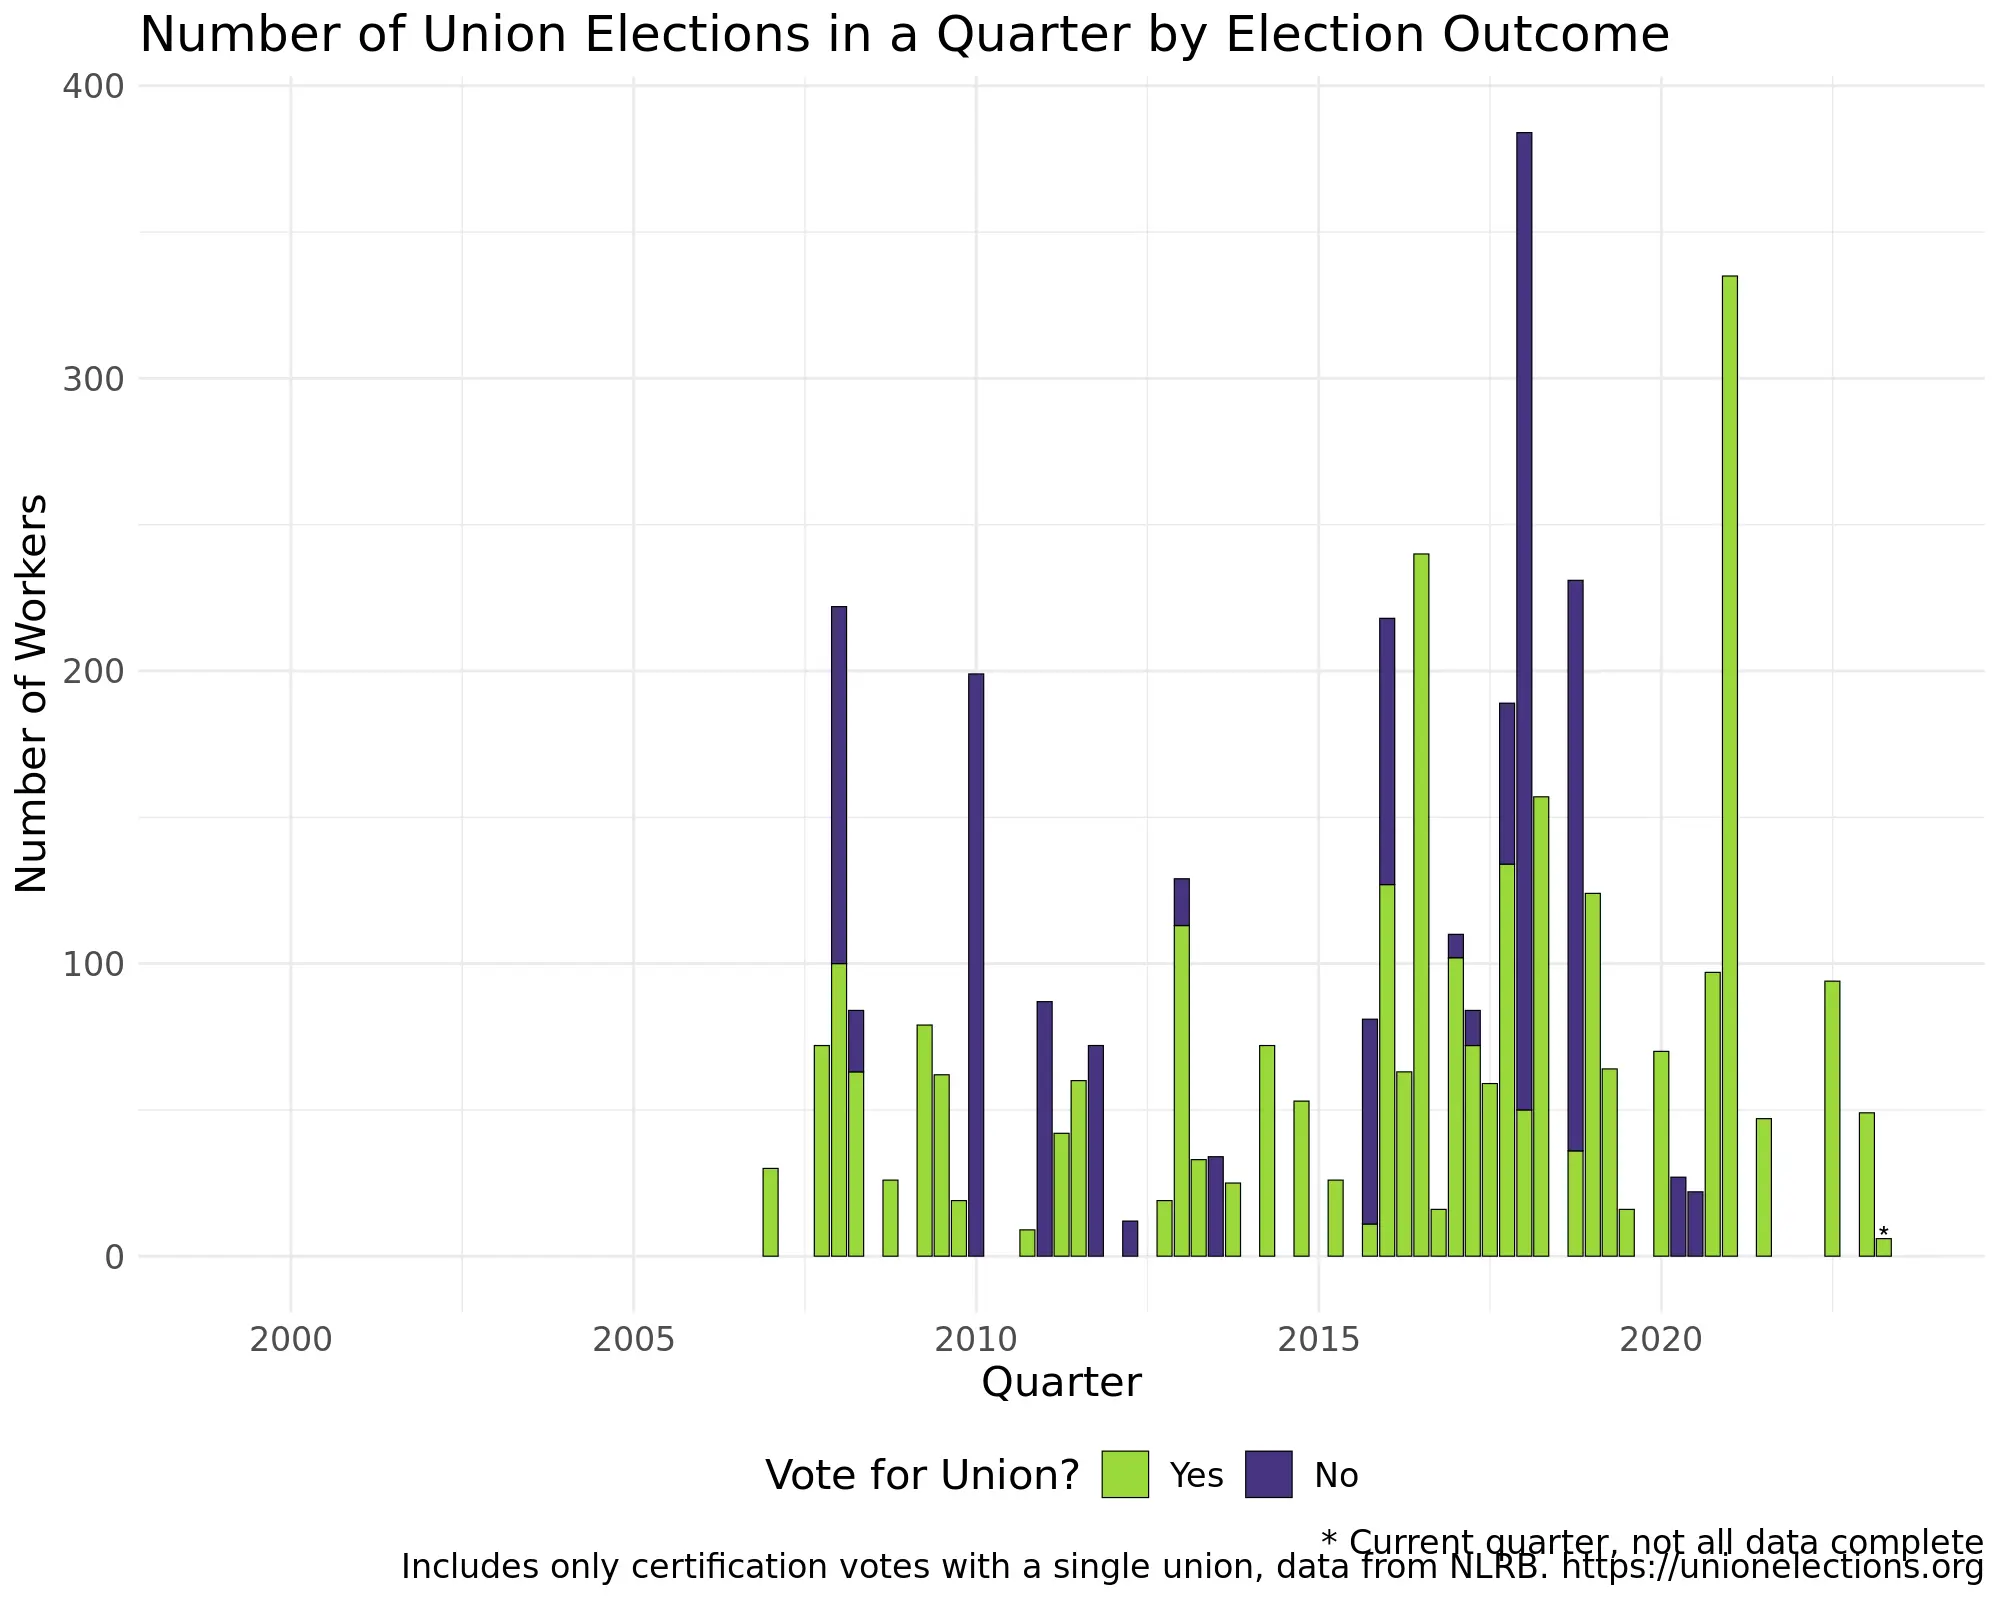 Number of Union Elections in a Quarter by Election Outcome
Number of Workers
400
300
200
100
0
*
2000 2005 2010 2015 2020
Quarter
Vote for Union? Yes No
* Current quarter, not all data complete
Includes only certification votes with a single union, data from NLRB. https://unionelections.org